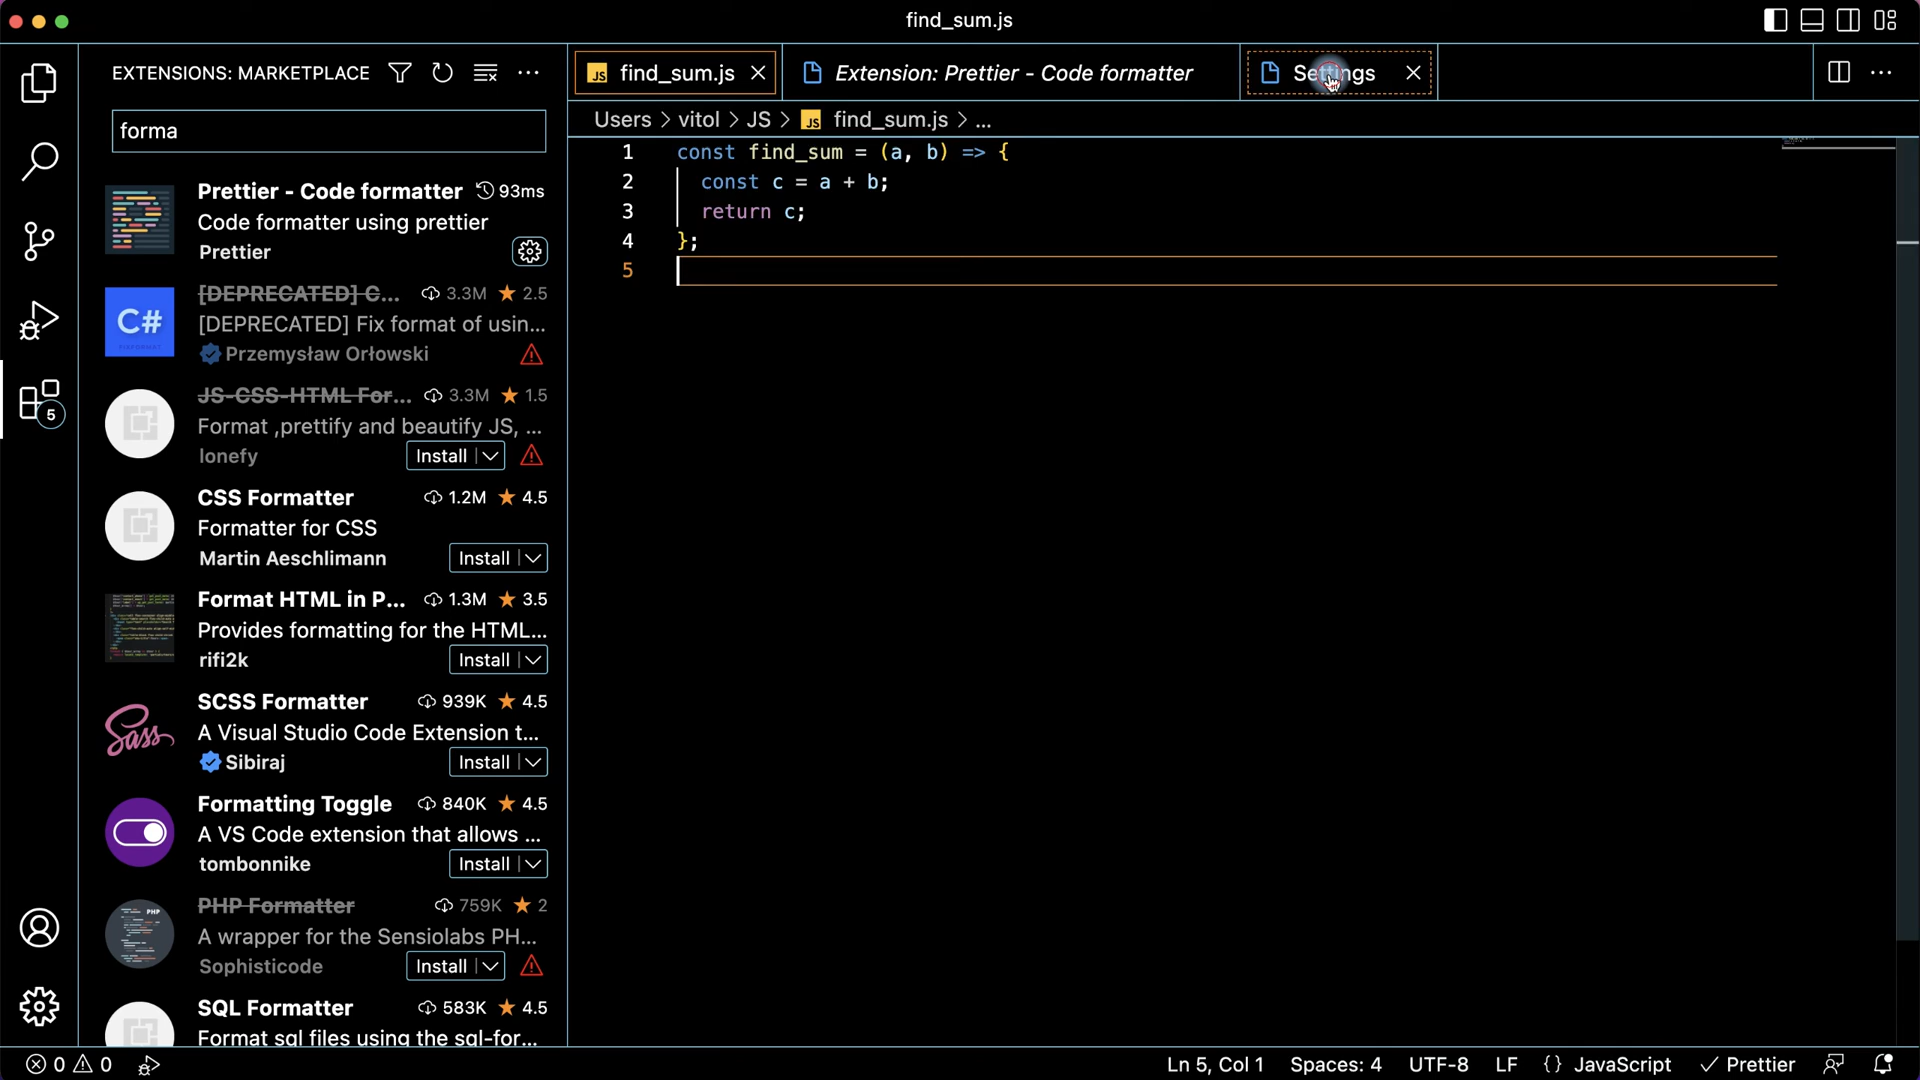 find_sum.js
EXTENSIONS: MARKETPLACE
forma
Prettier - Code formatter 93ms
Code formatter using prettier
Prettier
[DEPRECATED] C... 3.3M 2.5
[DEPRECATED] Fix format of usin...
Przemysław Orłowski
JS-CSS-HTML For... 3.3M 1.5
Format ,prettify and beautify JS, ...
lonefy Install
CSS Formatter 1.2M 4.5
Formatter for CSS
Martin Aeschlimann Install
Format HTML in P... 1.3M 3.5
Provides formatting for the HTML...
rifi2k Install
SCSS Formatter 939K 4.5
A Visual Studio Code Extension t...
Sibiraj Install
Formatting Toggle 840K 4.5
A VS Code extension that allows ...
tombonnike Install
PHP Formatter 759K 2
A wrapper for the Sensiolabs PH...
Sophisticode Install
SQL Formatter 583K 4.5
Format sql files using the sql-for...
5
JS find_sum.js Extension: Prettier - Code formatter Settings
Users > vitol > JS > JS find_sum.js > ...
1 const find_sum = (a, b) => {
2 const c = a + b;
3 return c;
4 };
5
0 0 Ln 5, Col 1 Spaces: 4 UTF-8 LF {} JavaScript Prettier